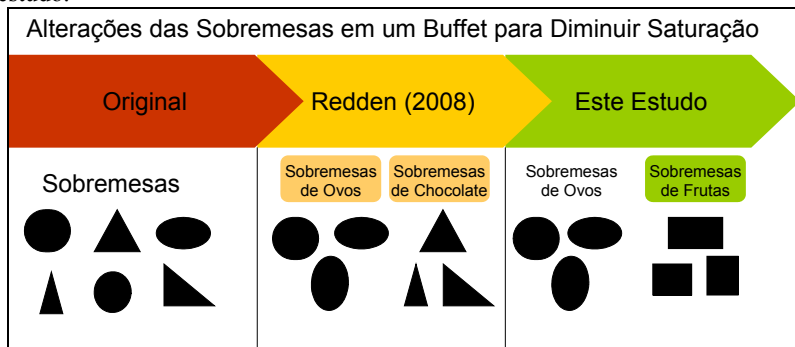 estudo.
Alterações das Sobremesas em um Buffet para Diminuir Saturação
Original
Redden (2008)
Este Estudo
Sobremesas
Sobremesas
de Ovos
Sobremesas
de Chocolate
Sobremesas
de Ovos
Sobremesas
de Frutas